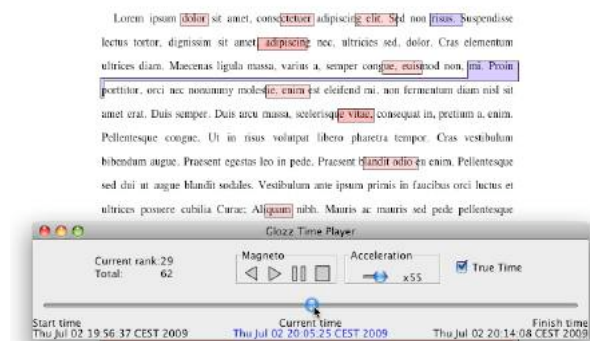 Lorem ipsum dolor sit amet, consectetuer adipiscing elit. Sed non risus. Suspendisse
lectus tortor, dignissim sit amet, adipiscing nec, ultricies sed, dolor. Cras elementum
ultrices diam. Maecenas ligula massa, varius a, semper congue, euismod non, mi. Proin
porttitor, orci nec nonummy molestie, enim est eleifend mi, non fermentum diam nisl sit
amet erat. Duis semper. Duis arcu massa, scelerisque vitae, consequat in, pretium a, enim.
Pellentesque congue. Ut in risus volutpat libero pharetra tempor. Cras vestibulum
bibendum augue. Praesent egestas leo in pede. Praesent blandit odio eu enim. Pellentesque
sed dui ut augue blandit sodales. Vestibulum ante ipsum primis in faucibus orci luctus et
ultrices posuere cubilia Curae; Aliquam nibh. Mauris ac mauris sed pede pellentesque
Glozz Time Player
Current rank:29
Total: 62
Magneto
Acceleration
x55
True Time
Start time
Thu Jul 02 19:56:37 CEST 2009
Current time
Thu Jul 02 20:05:25 CEST 2009
Finish time
Thu Jul 02 20:14:08 CEST 2009